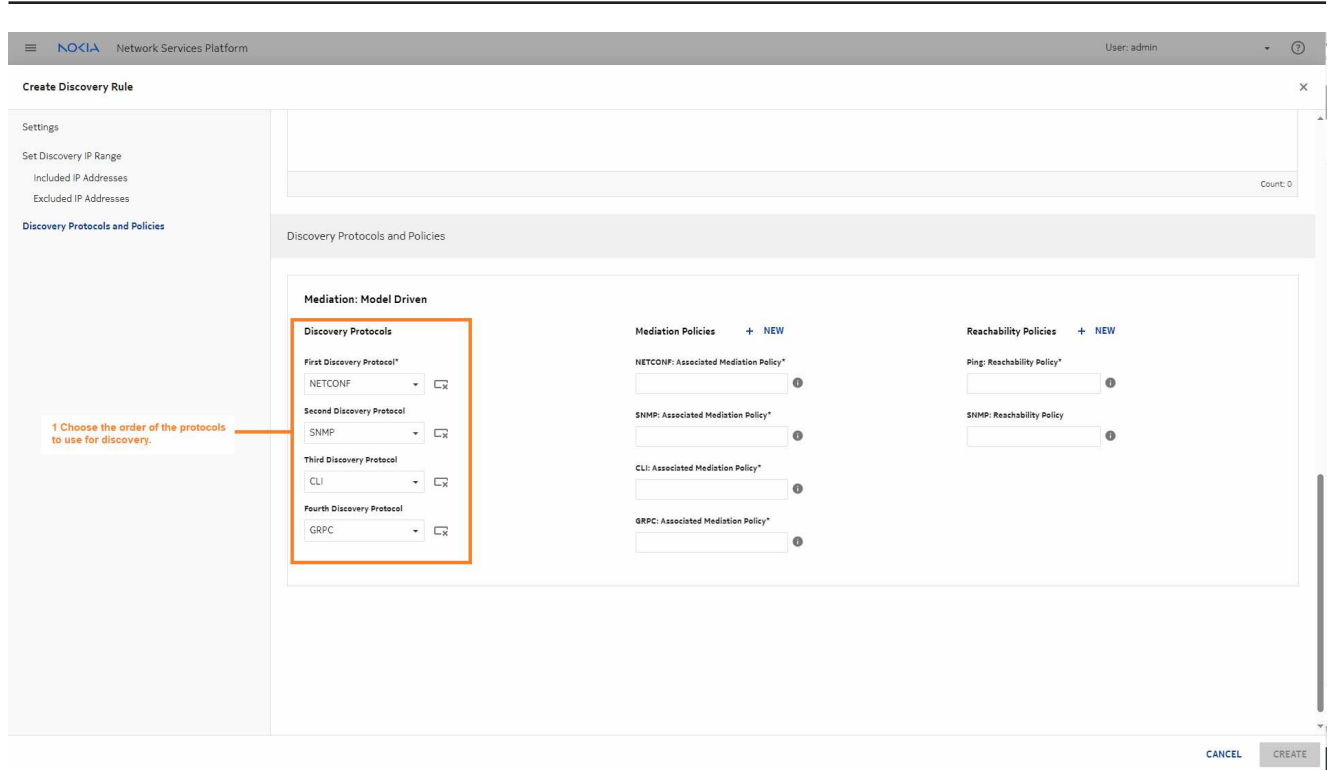 NOKIA Network Services Platform
User: admin
Create Discovery Rule
Settings
Set Discovery IP Range
Included IP Addresses
Excluded IP Addresses
Discovery Protocols and Policies
Count: 0
Discovery Protocols and Policies
Mediation: Model Driven
Discovery Protocols
First Discovery Protocol*
NETCONF
Second Discovery Protocol
SNMP
Third Discovery Protocol
CLI
Fourth Discovery Protocol
GRPC
1 Choose the order of the protocols
to use for discovery.
Mediation Policies + NEW
NETCONF: Associated Mediation Policy*
SNMP: Associated Mediation Policy*
CLI: Associated Mediation Policy*
GRPC: Associated Mediation Policy*
Reachability Policies + NEW
Ping: Reachability Policy*
SNMP: Reachability Policy
CANCEL CREATE